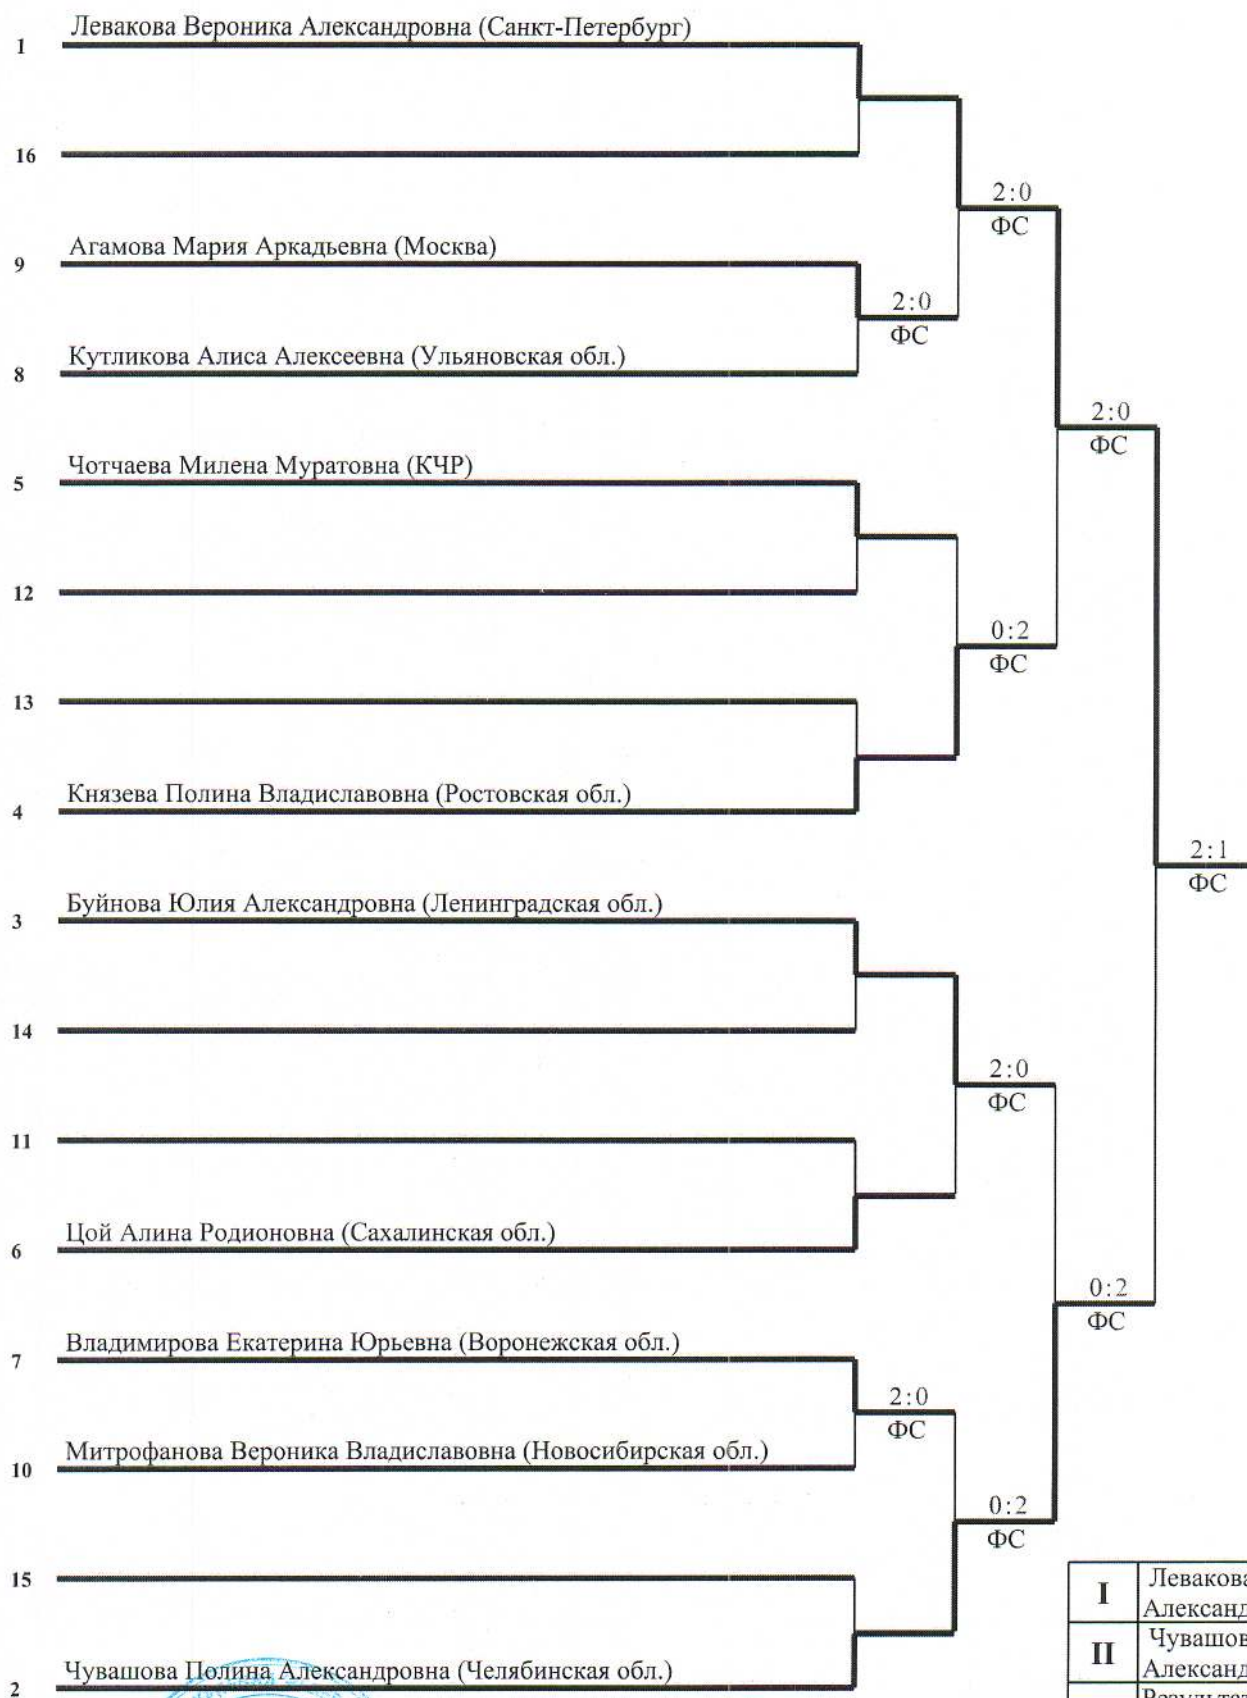 Левакова Вероника Александровна (Санкт-Петербург)
1
16
2:0
ФС
Агамова Мария Аркадьевна (Москва)
9
2:0
ФС
Кутликова Алиса Алексеевна (Ульяновская обл.)
8
2:0
ФС
Чотчаева Милена Муратовна (КЧР)
5
12
0:2
ФС
13
Князева Полина Владиславовна (Ростовская обл.)
4
2:1
ФС
Буйнова Юлия Александровна (Ленинградская обл.)
3
14
2:0
ФС
11
Цой Алина Родионовна (Сахалинская обл.)
6
0:2
ФС
Владимирова Екатерина Юрьевна (Воронежская обл.)
7
2:0
ФС
Митрофанова Вероника Владиславовна (Новосибирская обл.)
10
0:2
ФС
15
I
Левакова
Александ
II
Чувашов
Александ
Чувашова Полина Александровна (Челябинская обл.)
2